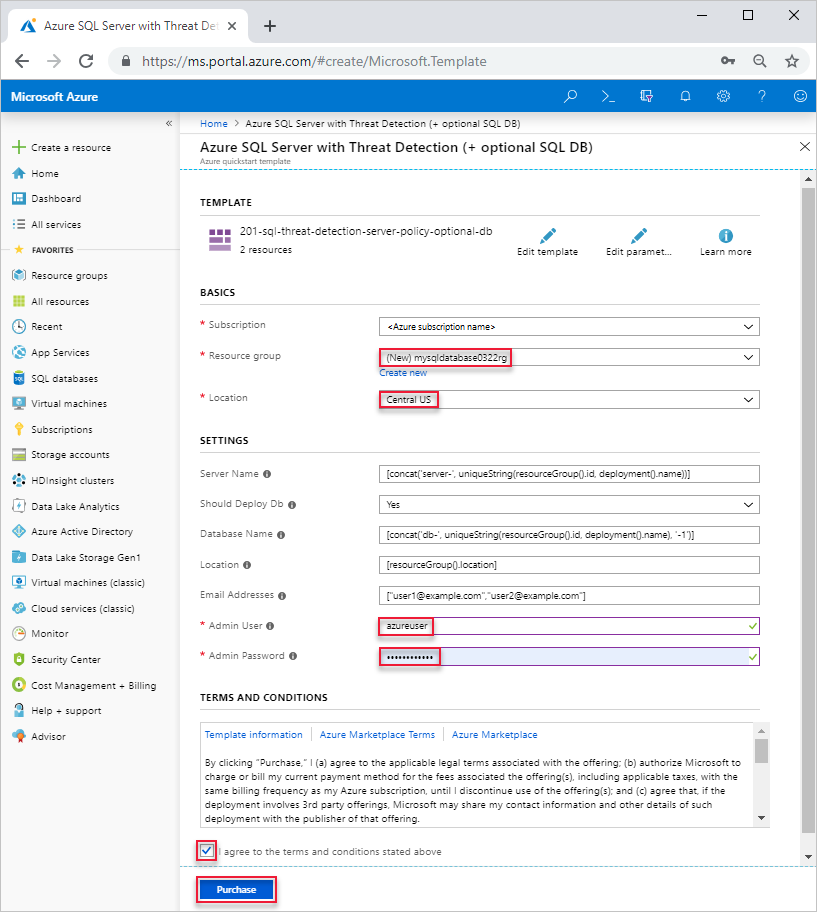 Azure SQL Server with Threat Det
https://ms.portal.azure.com/#create/Microsoft.Template
Microsoft Azure
Create a resource
Home
Dashboard
All services
FAVORITES
Resource groups
All resources
Recent
App Services
SQL databases
Virtual machines
Subscriptions
Storage accounts
HDInsight clusters
Data Lake Analytics
Azure Active Directory
Data Lake Storage Gen1
Virtual machines (classic)
Cloud services (classic)
Monitor
Security Center
Cost Management + Billing
Help + support
Advisor
Home > Azure SQL Server with Threat Detection (+ optional SQL DB)
Azure SQL Server with Threat Detection (+ optional SQL DB)
Azure quickstart template
TEMPLATE
201-sql-threat-detection-server-policy-optional-db
2 resources
Edit template
Edit paramet...
Learn more
BASICS
* Subscription
<Azure subscription name>
* Resource group
(New) mysqldatabase0322rg
Create new
* Location
Central US
SETTINGS
Server Name
[concat('server-', uniqueString(resourceGroup().id, deployment().name))]
Should Deploy Db
Yes
Database Name
[concat('db-', uniqueString(resourceGroup().id, deployment().name), '-1')]
Location
[resourceGroup().location]
Email Addresses
["user1@example.com","user2@example.com"]
* Admin User
azureuser
* Admin Password
••••••••••••
TERMS AND CONDITIONS
Template information | Azure Marketplace Terms | Azure Marketplace
By clicking "Purchase," I (a) agree to the applicable legal terms associated with the offering; (b) authorize Microsoft to
charge or bill my current payment method for the fees associated the offering(s), including applicable taxes, with the
same billing frequency as my Azure subscription, until I discontinue use of the offering(s); and (c) agree that, if the
deployment involves 3rd party offerings, Microsoft may share my contact information and other details of such
deployment with the publisher of that offering.
I agree to the terms and conditions stated above
Purchase